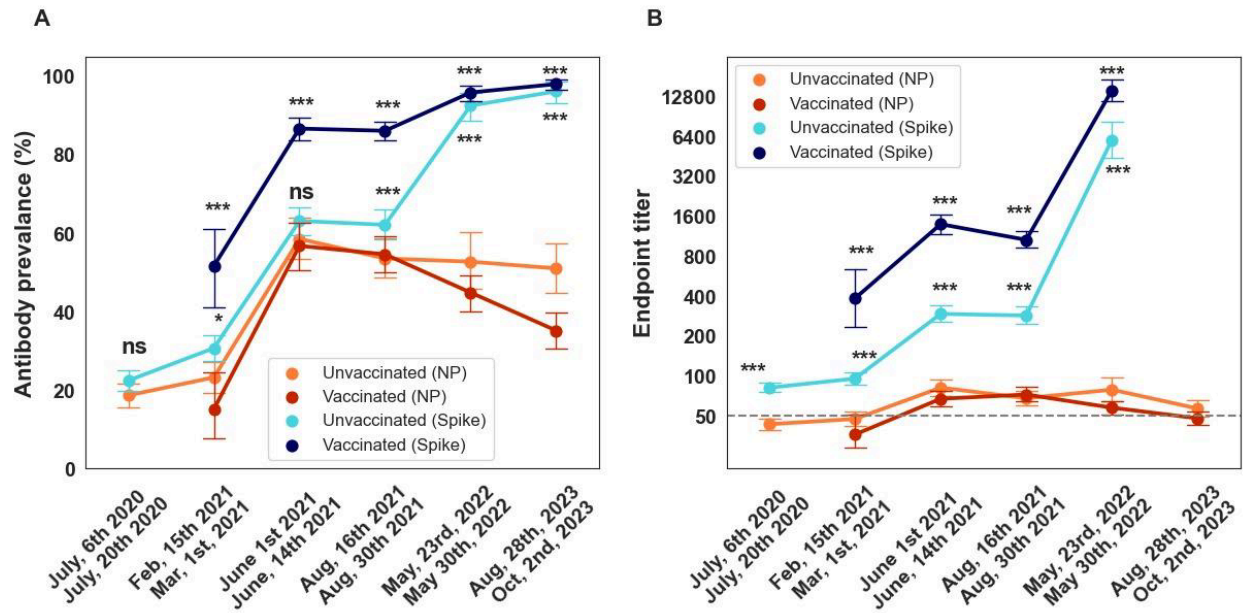 A
Antibody prevalance (%)
100
80
60
40
20
0
***
***
***
***
***
***
***
***
ns
ns
*
Unvaccinated (NP)
Vaccinated (NP)
Unvaccinated (Spike)
Vaccinated (Spike)
July, 6th 2020
July, 20th 2020
Feb, 15th 2021
Mar, 1st, 2021
June 1st 2021
June, 14th 2021
Aug, 16th 2021
Aug, 30th 2021
May, 23rd, 2022
May 30th, 2022
Aug, 28th, 2023
Oct, 2nd, 2023
B
Endpoint titer
12800
6400
3200
1600
800
400
200
100
50
Unvaccinated (NP)
Vaccinated (NP)
Unvaccinated (Spike)
Vaccinated (Spike)
***
***
***
***
***
***
***
***
***
July, 6th 2020
July, 20th 2020
Feb, 15th 2021
Mar, 1st, 2021
June 1st 2021
June, 14th 2021
Aug, 16th 2021
Aug, 30th 2021
May, 23rd, 2022
May 30th, 2022
Aug, 28th, 2023
Oct, 2nd, 2023